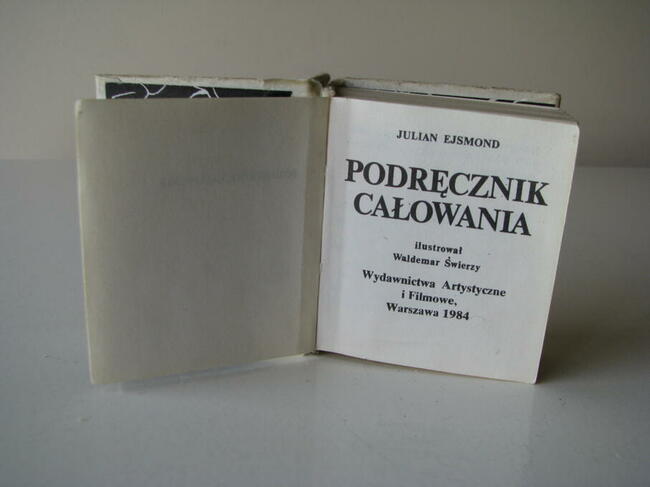 JULIAN EJSMOND
PODRĘCZNIK
CAŁOWANIA
ilustrował
Waldemar Świerzy
Wydawnictwa Artystyczne
i Filmowe,
Warszawa 1984